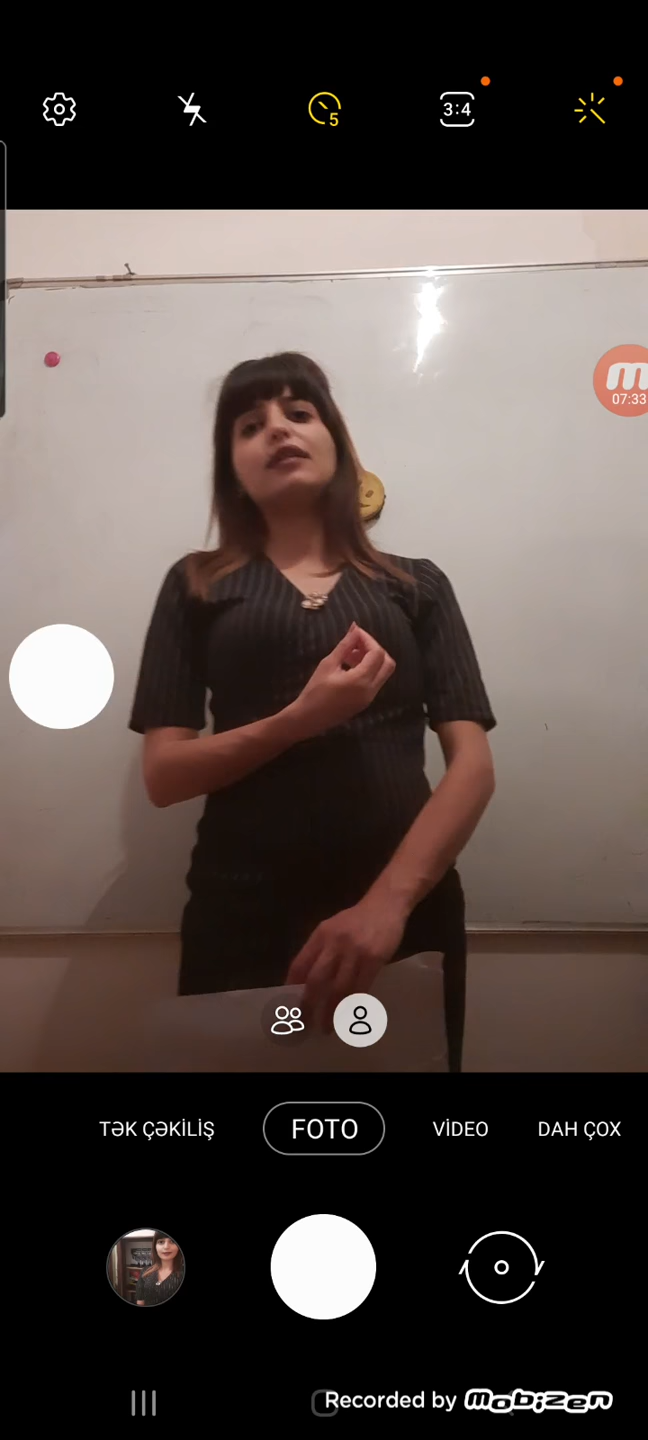 5
3:4
m
07:33
TƏK ÇƏKİLİŞ
FOTO
VİDEO
DAH ÇOX
Recorded by mobizen